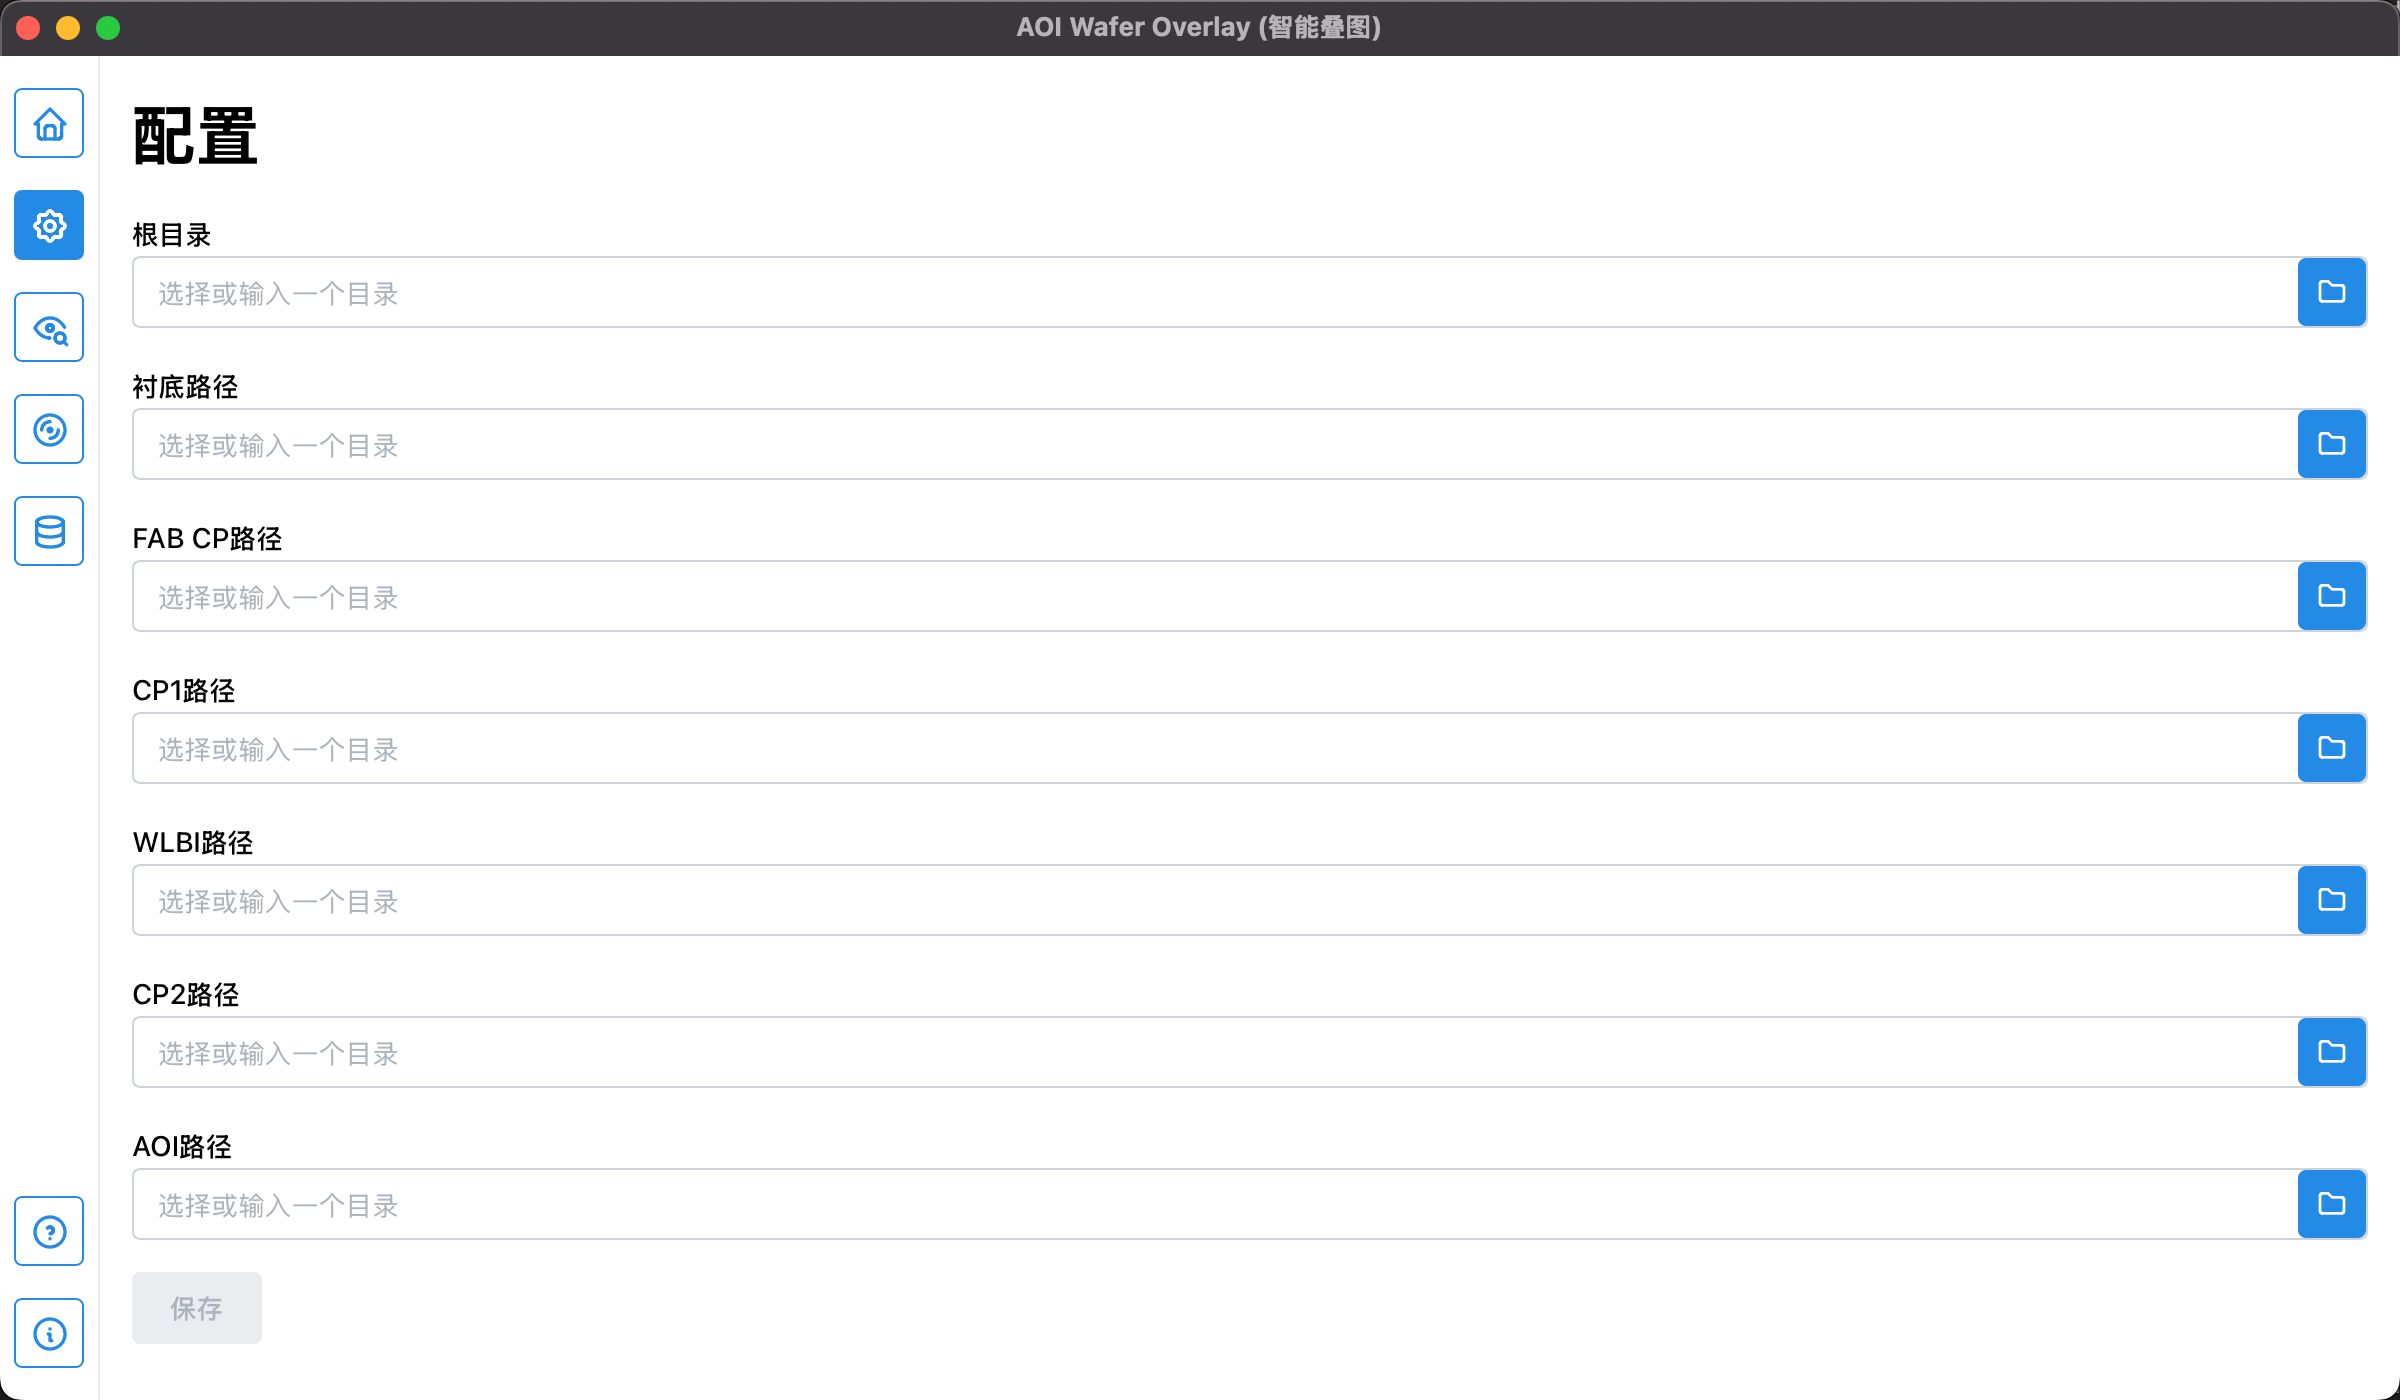 AOI Wafer Overlay (智能叠图)
配置
根目录
选择或输入一个目录
衬底路径
选择或输入一个目录
FAB CP路径
选择或输入一个目录
CP1路径
选择或输入一个目录
WLBI路径
选择或输入一个目录
CP2路径
选择或输入一个目录
AOI路径
选择或输入一个目录
保存